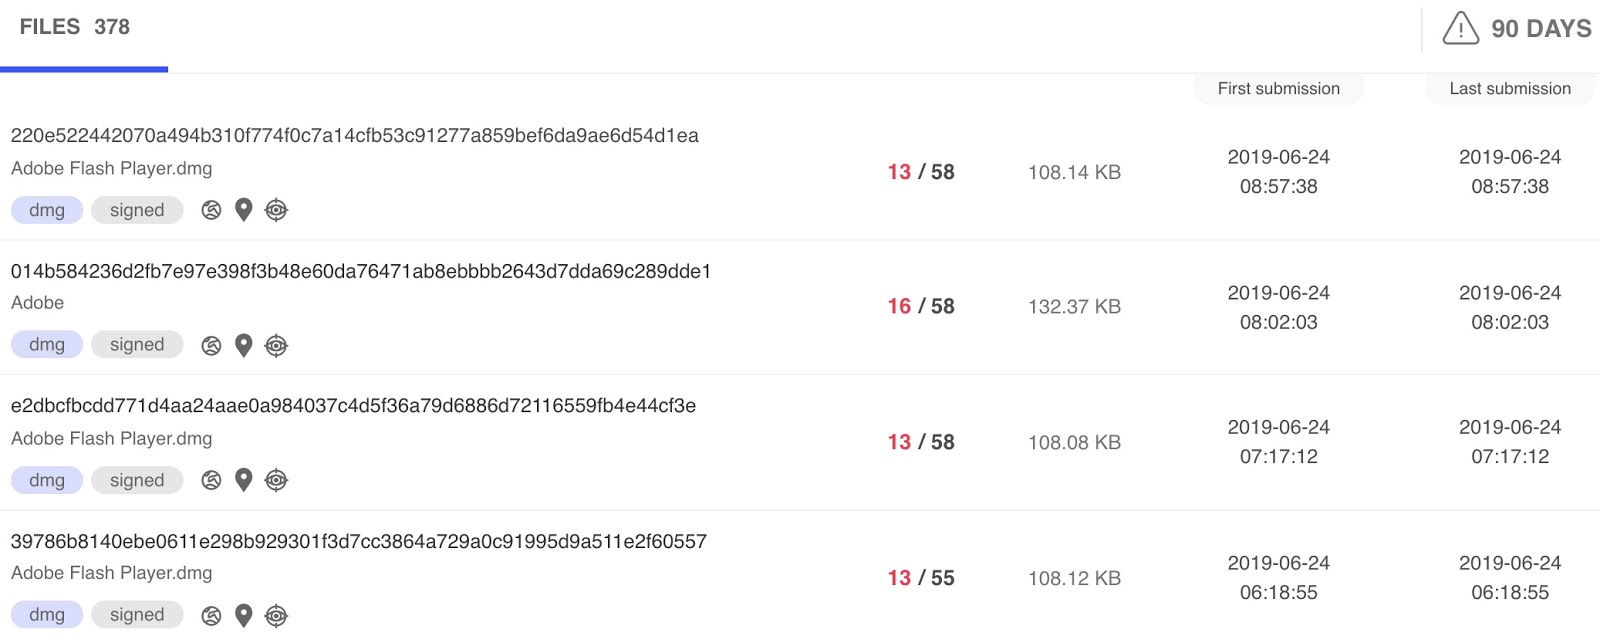 FILES 378
90 DAYS
First submission
Last submission
220e522442070a494b310f774f0c7a14cfb53c91277a859bef6da9ae6d54d1ea
Adobe Flash Player.dmg
dmg signed
13 / 58
108.14 KB
2019-06-24
08:57:38
2019-06-24
08:57:38
014b584236d2fb7e97e398f3b48e60da76471ab8ebbbb2643d7dda69c289dde1
Adobe
dmg signed
16 / 58
132.37 KB
2019-06-24
08:02:03
2019-06-24
08:02:03
e2dbcfbcdd771d4aa24aae0a984037c4d5f36a79d6886d72116559fb4e44cf3e
Adobe Flash Player.dmg
dmg signed
13 / 58
108.08 KB
2019-06-24
07:17:12
2019-06-24
07:17:12
39786b8140ebe0611e298b929301f3d7cc3864a729a0c91995d9a511e2f60557
Adobe Flash Player.dmg
dmg signed
13 / 55
108.12 KB
2019-06-24
06:18:55
2019-06-24
06:18:55